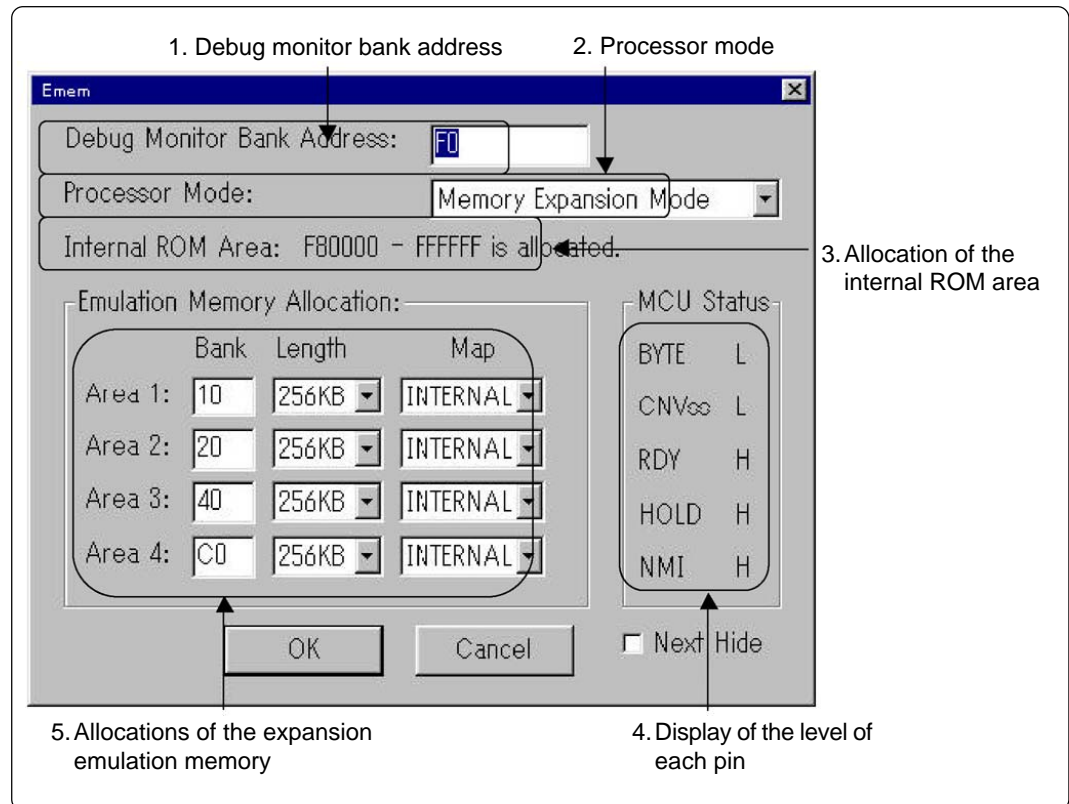 1. Debug monitor bank address
2. Processor mode
Emem
Debug Monitor Bank Address: F0
Processor Mode: Memory Expansion Mode
Internal ROM Area: F80000 - FFFFFF is allocated.
3. Allocation of the
internal ROM area
Emulation Memory Allocation:
Bank Length Map
Area 1: 10 256KB INTERNAL
Area 2: 20 256KB INTERNAL
Area 3: 40 256KB INTERNAL
Area 4: C0 256KB INTERNAL
MCU Status
BYTE L
CNVss L
RDY H
HOLD H
NMI H
OK
Cancel
Next Hide
5. Allocations of the expansion
emulation memory
4. Display of the level of
each pin